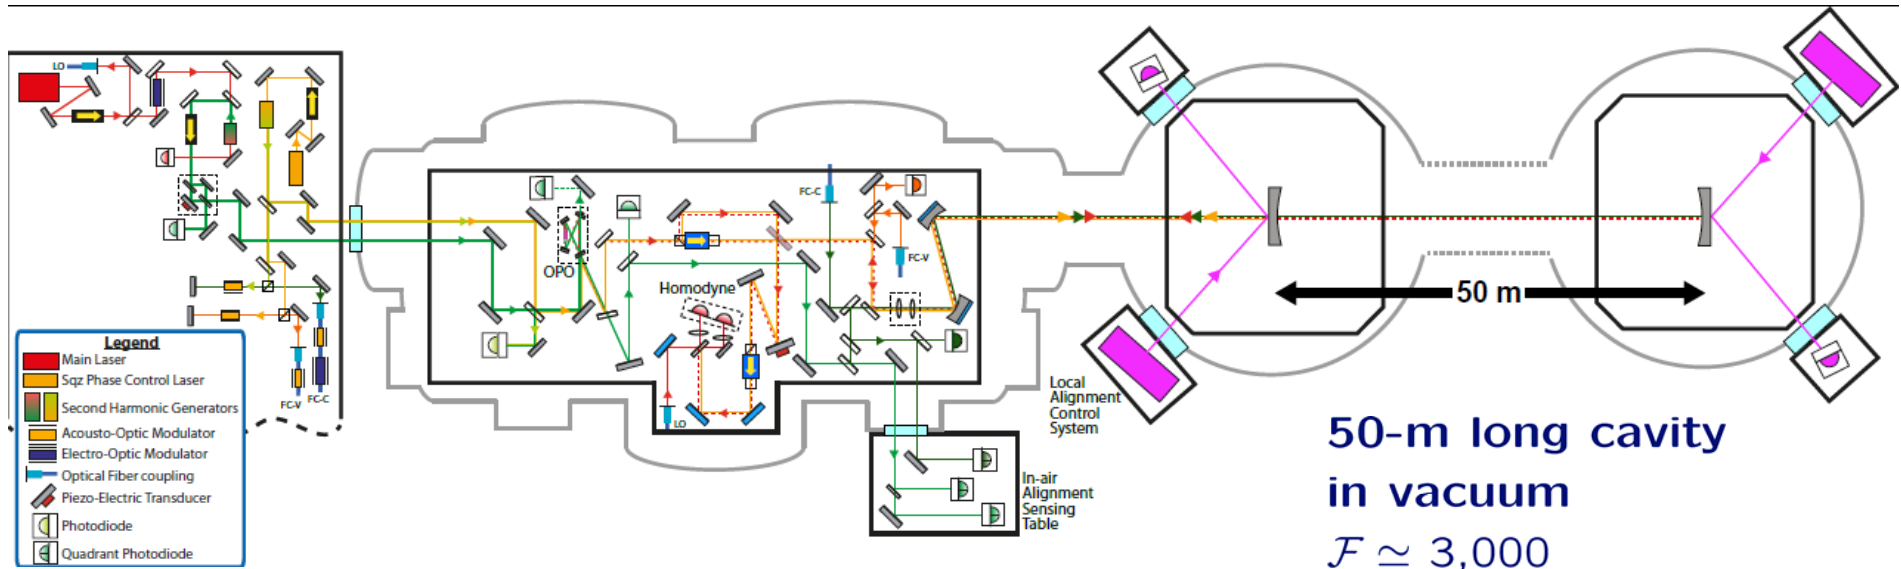 LO
FC-V FC-C
Legend
Main Laser
Sqz Phase Control Laser
Second Harmonic Generators
Acousto-Optic Modulator
Electro-Optic Modulator
Optical Fiber coupling
Piezo-Electric Transducer
Photodiode
Quadrant Photodiode
OPO
Homodyne
LO
FC-C
FC-V
In-air
Alignment
Sensing
Table
Local
Alignment
Control
System
50 m
50-m long cavity
in vacuum
ℱ ≃ 3,000